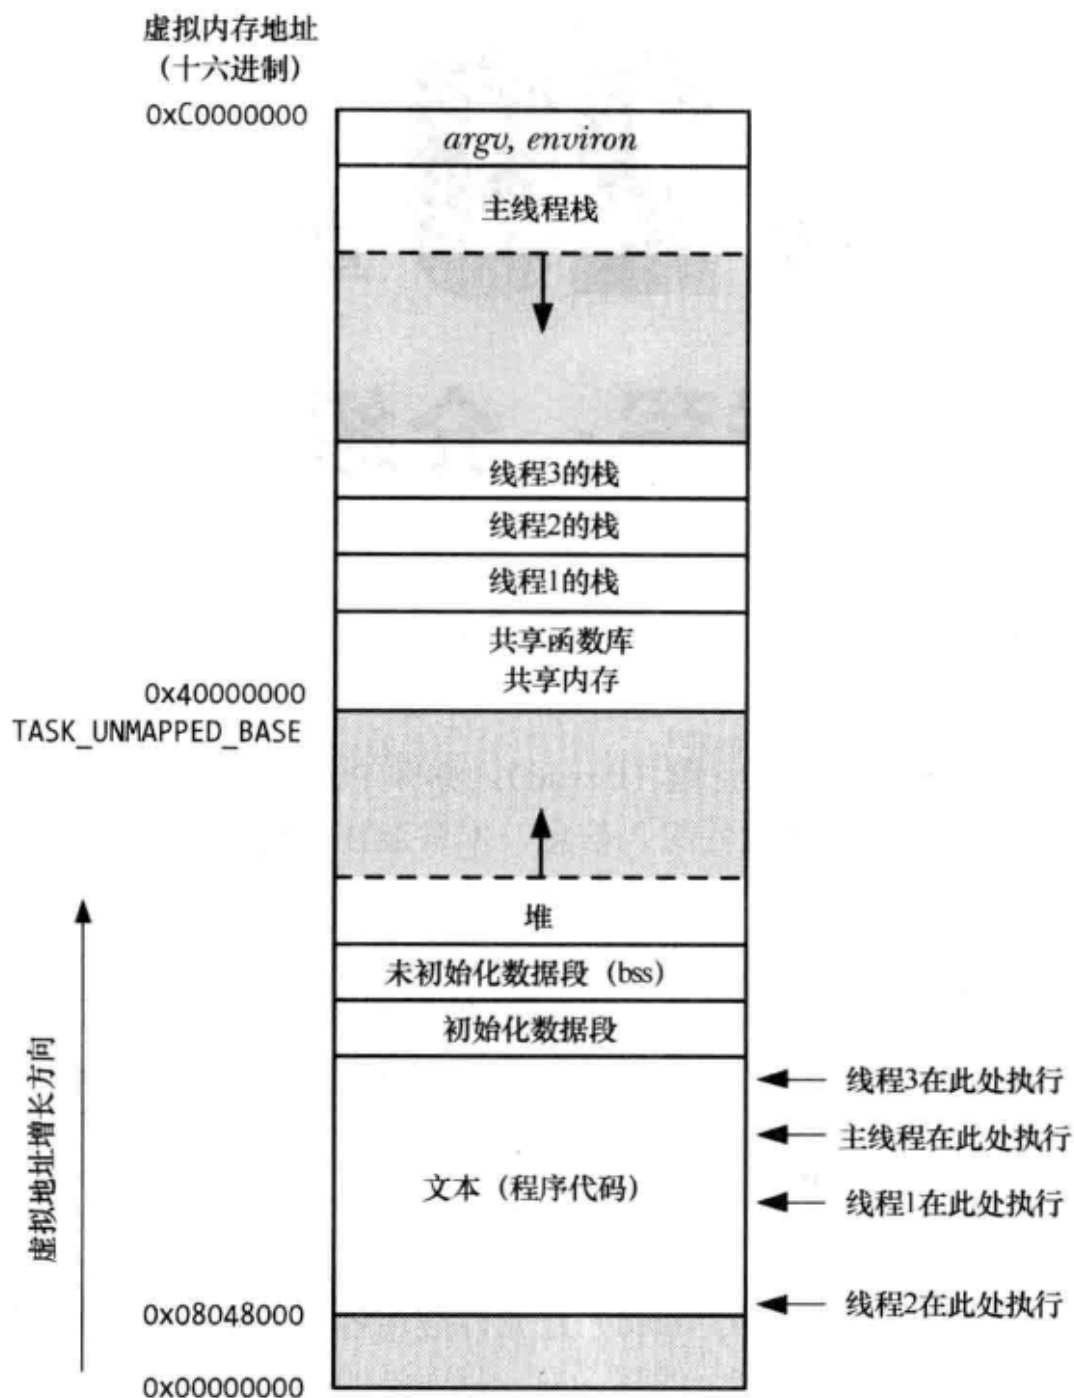 虚拟内存地址
（十六进制）
0xC0000000
argv, environ
主线程栈
线程3的栈
线程2的栈
线程1的栈
共享函数库
共享内存
0x40000000
TASK_UNMAPPED_BASE
堆
未初始化数据段（bss）
初始化数据段
文本（程序代码）
线程3在此处执行
主线程在此处执行
线程1在此处执行
线程2在此处执行
虚拟地址增长方向
0x08048000
0x00000000